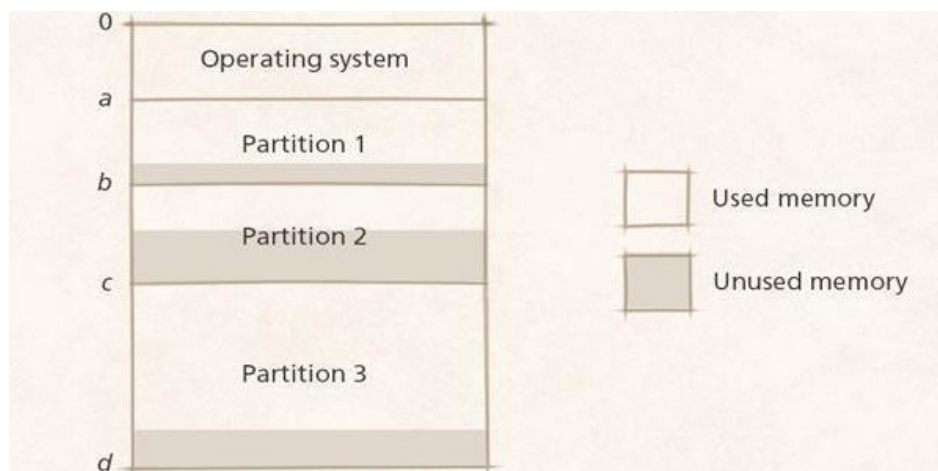 0
Operating system
a
Partition 1
b
Partition 2
c
Partition 3
d
Used memory
Unused memory